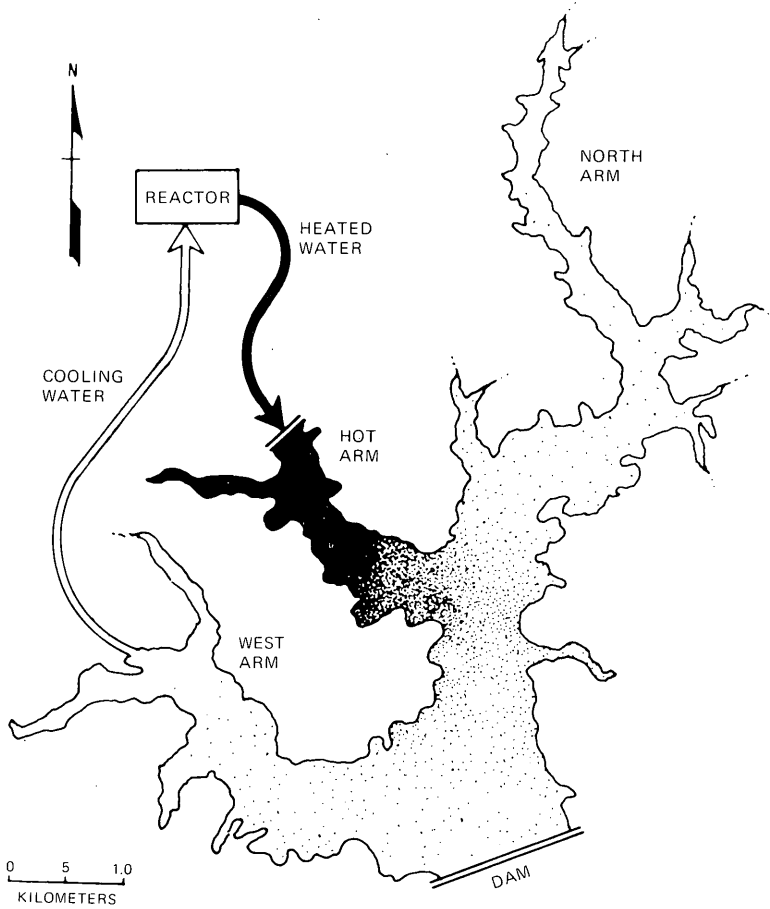 N
NORTH
ARM
REACTOR
HEATED
WATER
COOLING
WATER
HOT
ARM
WEST
ARM
0 5 1.0
KILOMETERS
DAM